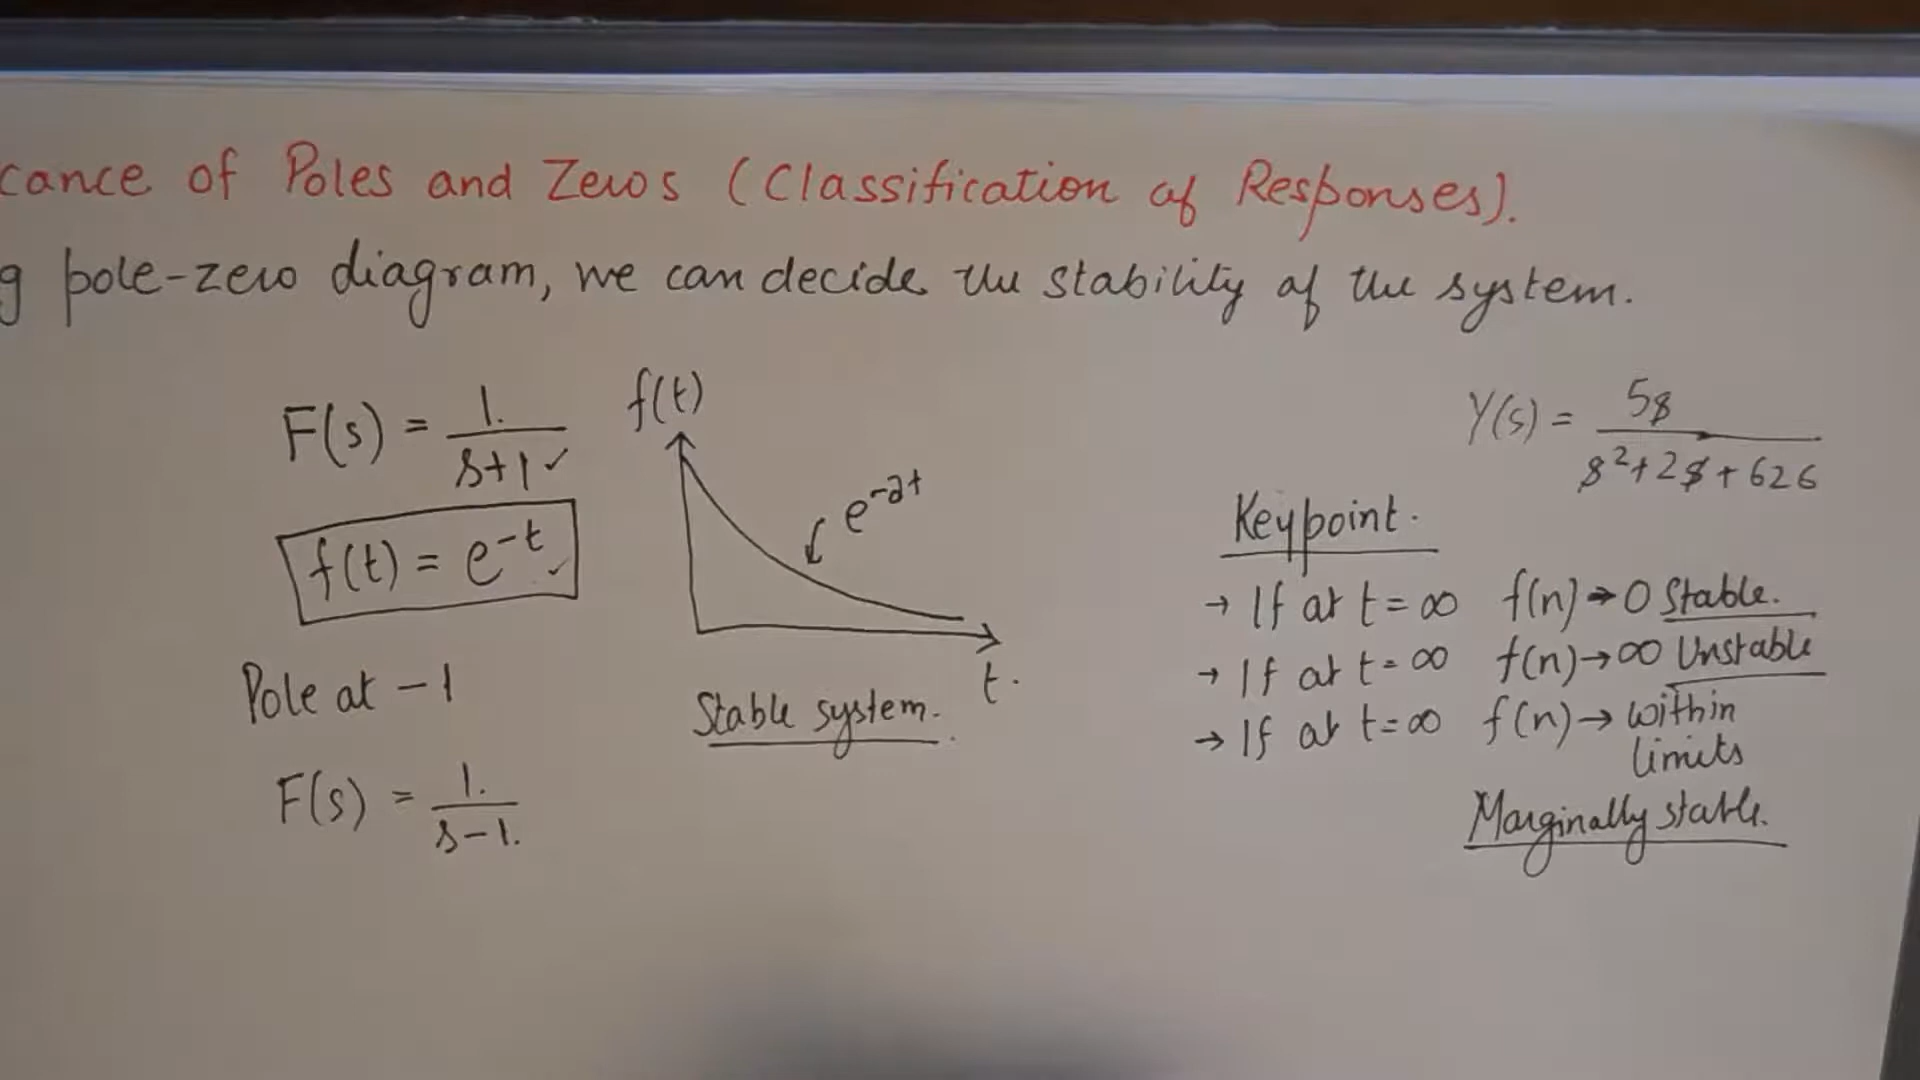 cance of Poles and Zeros (Classification of Responses).
g pole-zero diagram, we can decide the stability of the system.
F(s) = 1. / s+1 ✓
f(t) = e^-t ✓
Pole at -1
F(s) = 1. / s-1.
f(t)
e^-at
t.
Stable system.
Y(s) = 5s / s^2+2s+626
Keypoint.
→ If at t=∞ f(n)→0 Stable.
→ If at t=∞ f(n)→∞ Unstable
→ If at t=∞ f(n)→ within
limits
Marginally stable.